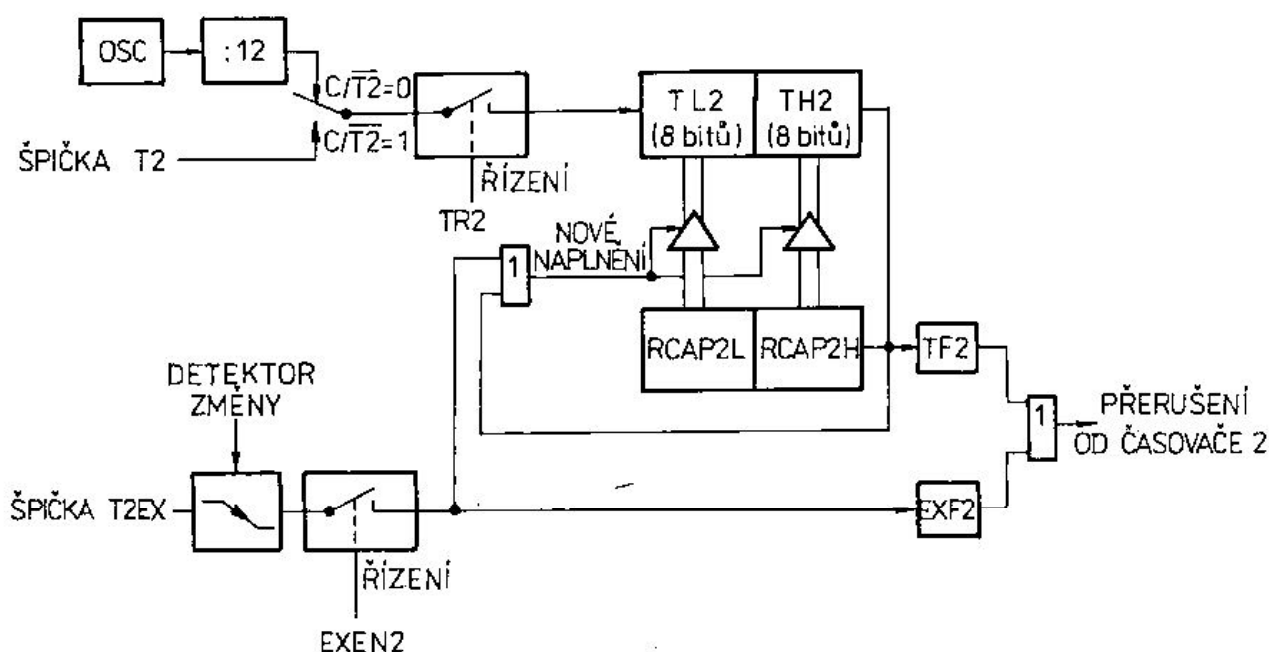 OSC
:12
C/T2=0
C/T2=1
ŠPIČKA T2
ŘÍZENÍ
TR2
TL2
(8 bitů)
TH2
(8 bitů)
NOVÉ
NAPLNĚNÍ
1
RCAP2L
RCAP2H
TF2
DETEKTOR
ZMĚNY
1
PŘERUŠENÍ
OD ČASOVAČE 2
ŠPIČKA T2EX
EXF2
ŘÍZENÍ
EXEN2